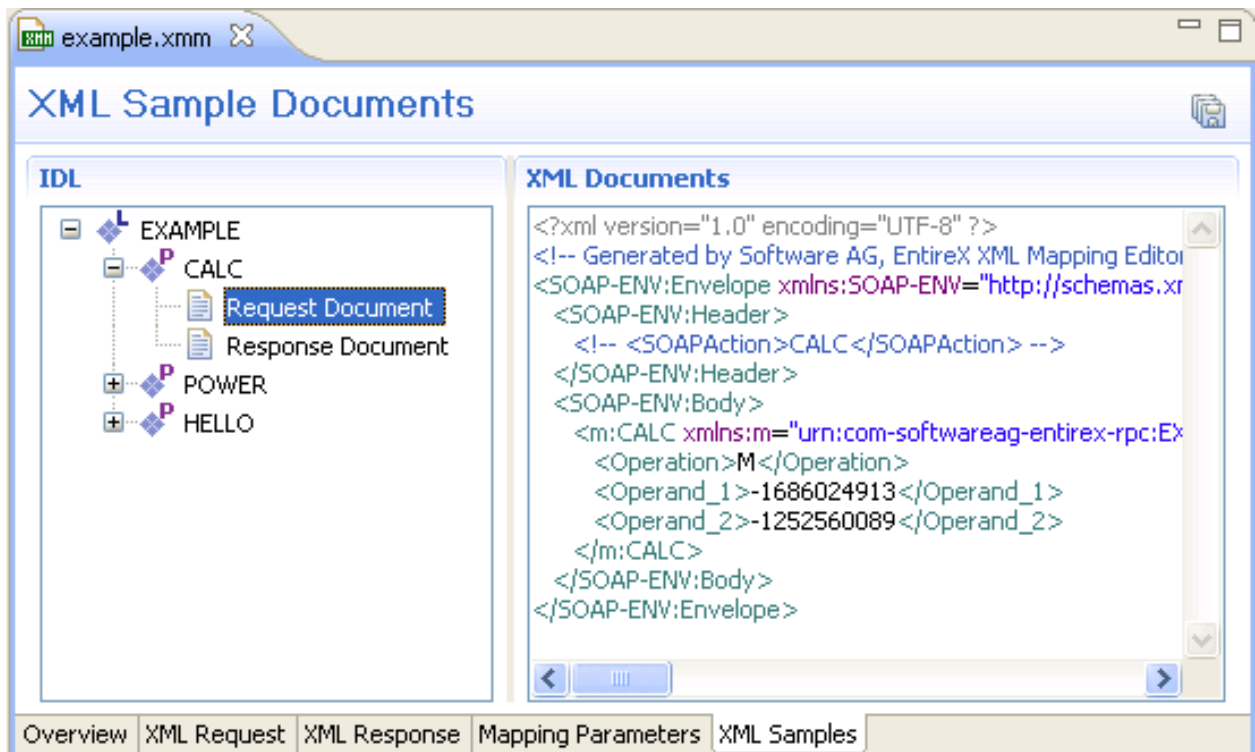 example.xmm
XML Sample Documents
IDL
EXAMPLE
CALC
Request Document
Response Document
POWER
HELLO
XML Documents
<?xml version="1.0" encoding="UTF-8" ?>
<!-- Generated by Software AG, EntireX XML Mapping Editor
<SOAP-ENV:Envelope xmlns:SOAP-ENV="http://schemas.
<SOAP-ENV:Header>
<!-- <SOAPAction>CALC</SOAPAction> -->
</SOAP-ENV:Header>
<SOAP-ENV:Body>
<m:CALC xmlns:m="urn:com-softwareag-entirex-rpc:EX
<Operation>M</Operation>
<Operand_1>-1686024913</Operand_1>
<Operand_2>-1252560089</Operand_2>
</m:CALC>
</SOAP-ENV:Body>
</SOAP-ENV:Envelope>
Overview XML Request XML Response Mapping Parameters XML Samples